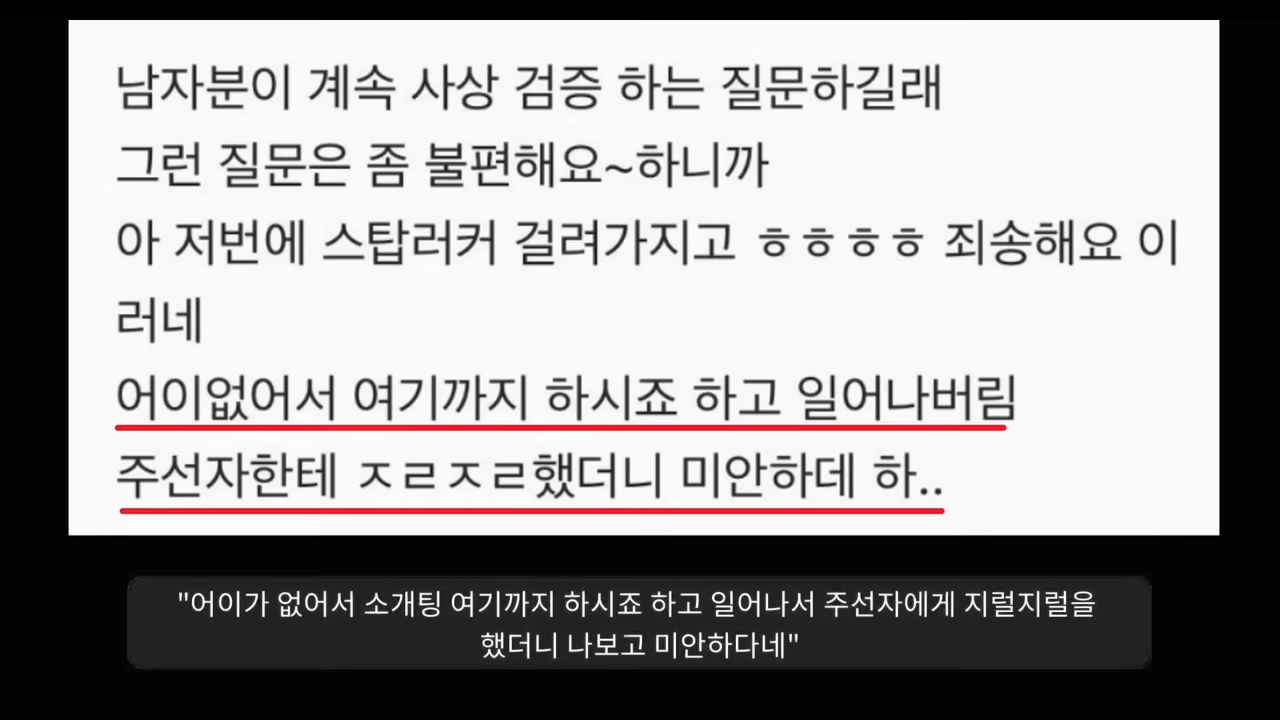 남자분이 계속 사상 검증 하는 질문하길래
그런 질문은 좀 불편해요~하니까
아 저번에 스탑러커 걸려가지고 ㅎㅎㅎㅎ 죄송해요 이
러네
어이없어서 여기까지 하시죠 하고 일어나버림
주선자한테 ㅈㄹㅈㄹ했더니 미안하데 하..
"어이가 없어서 소개팅 여기까지 하시죠 하고 일어나서 주선자에게 지럴지럴을
했더니 나보고 미안하다네"